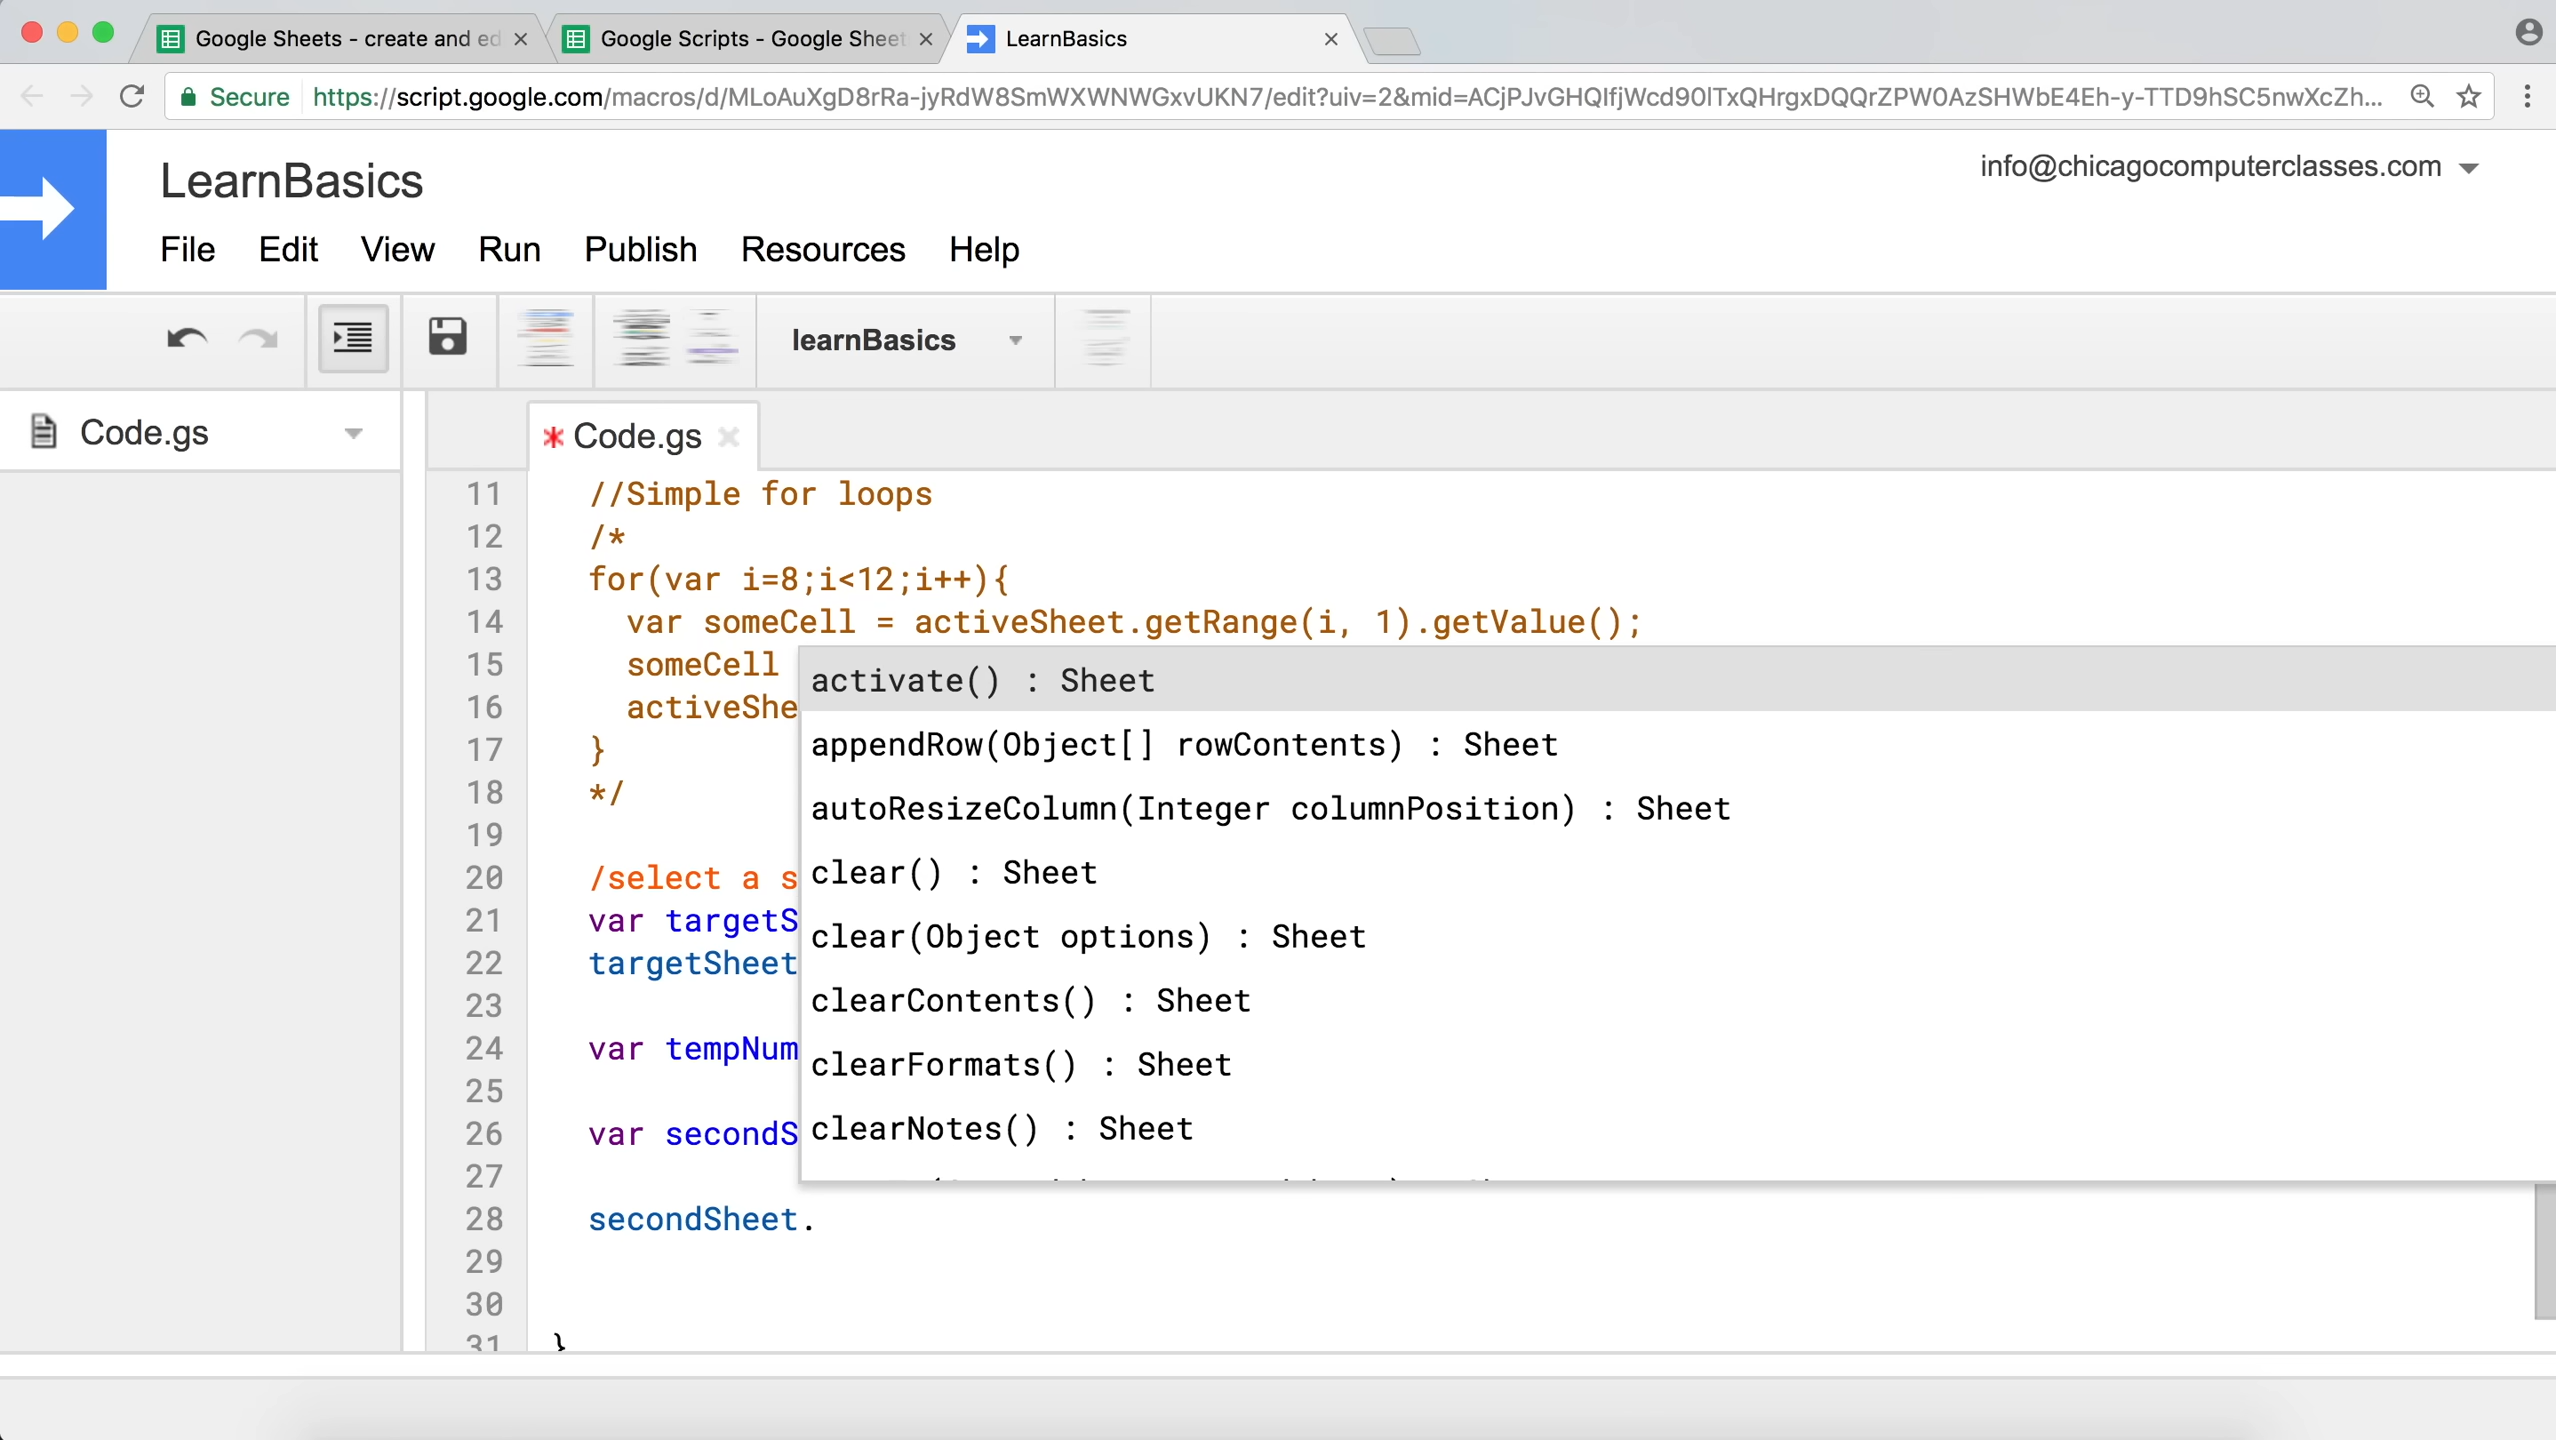 Google Sheets - create and ed
Google Scripts - Google Sheet
LearnBasics
Secure
https://script.google.com/macros/d/MLoAuXgD8rRa-jyRdW8SmWXWNWGxvUKN7/edit?uiv=2&mid=ACjPJvGHQIfjWcd90ITxQHrgxDQQrZPW0AzSHWbE4Eh-y-TTD9hSC5nwXcZh...
LearnBasics
info@chicagocomputerclasses.com
File Edit View Run Publish Resources Help
learnBasics
Code.gs
* Code.gs
11 //Simple for loops
12 /*
13 for(var i=8;i<12;i++){
14 var someCell = activeSheet.getRange(i, 1).getValue();
15 someCell
16 activeShe
17 }
18 */
19
20 /select a s
21 var targetS
22 targetSheet
23
24 var tempNum
25
26 var secondS
27
28 secondSheet.
29
30
31 }
activate() : Sheet
appendRow(Object[] rowContents) : Sheet
autoResizeColumn(Integer columnPosition) : Sheet
clear() : Sheet
clear(Object options) : Sheet
clearContents() : Sheet
clearFormats() : Sheet
clearNotes() : Sheet